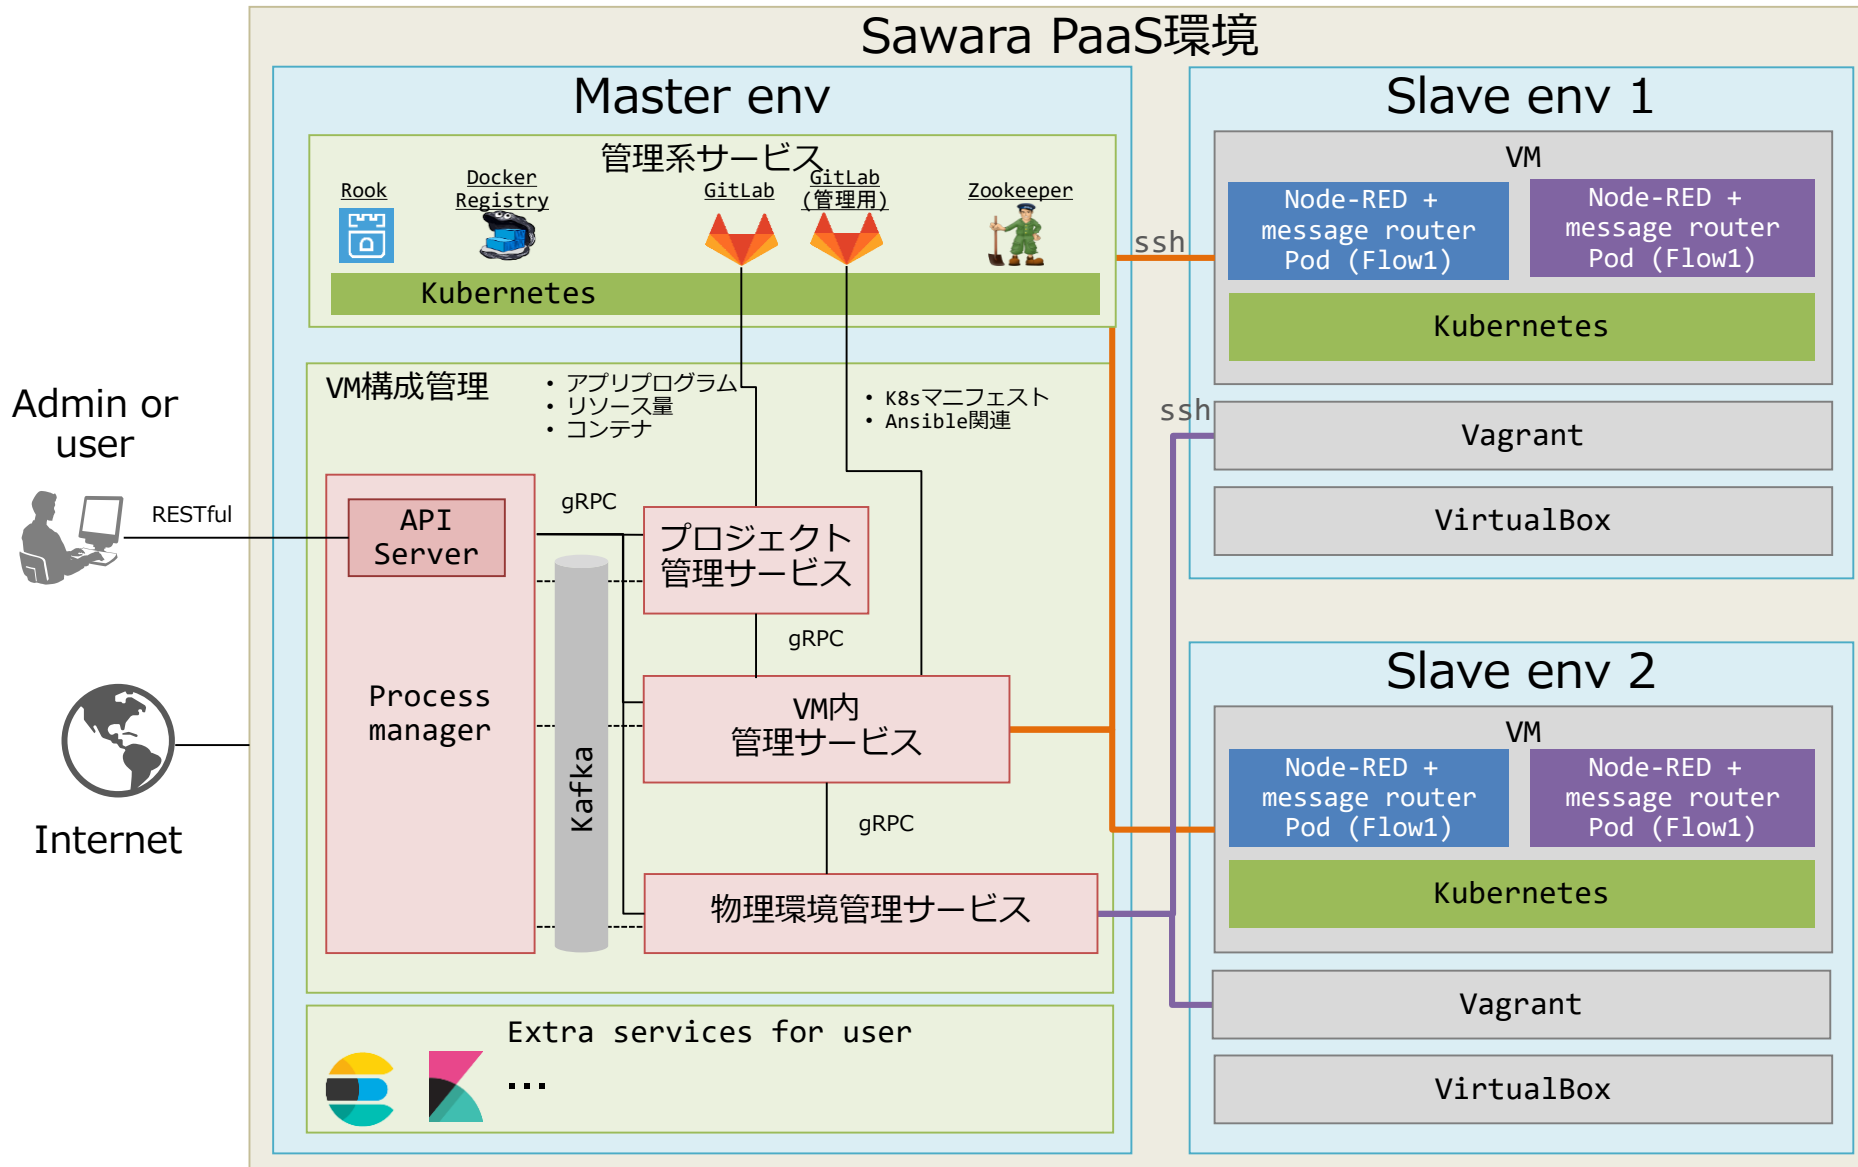 Sawara PaaS環境
Master env
管理系サービス
Rook
Docker
Registry
GitLab
GitLab
(管理用)
Zookeeper
Kubernetes
VM構成管理
• アプリプログラム
• リソース量
• コンテナ
• K8sマニフェスト
• Ansible関連
Admin or
user
RESTful
API
Server
Process
manager
gRPC
Kafka
プロジェクト
管理サービス
gRPC
VM内
管理サービス
gRPC
物理環境管理サービス
Internet
Extra services for user
...
ssh
ssh
Slave env 1
VM
Node-RED +
message router
Pod (Flow1)
Node-RED +
message router
Pod (Flow1)
Kubernetes
Vagrant
VirtualBox
Slave env 2
VM
Node-RED +
message router
Pod (Flow1)
Node-RED +
message router
Pod (Flow1)
Kubernetes
Vagrant
VirtualBox